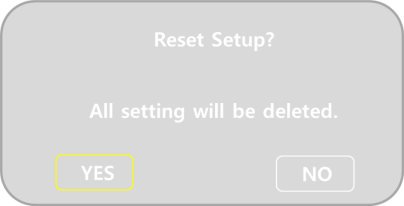 Reset Setup?
All setting will be deleted.
YES NO